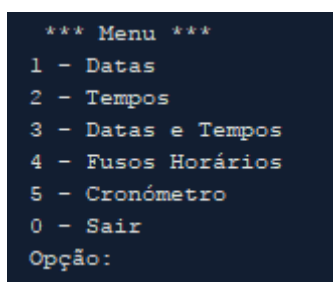 *** Menu ***
1 - Datas
2 - Tempos
3 - Datas e Tempos
4 - Fusos Horários
5 - Cronómetro
0 - Sair
Opção: